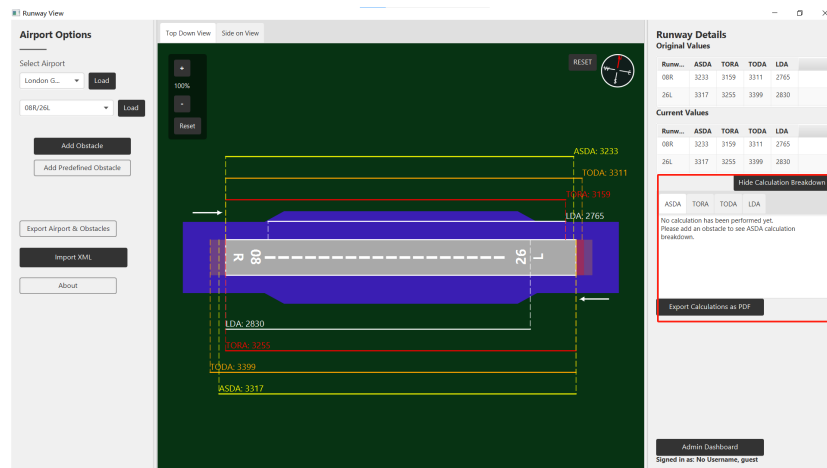 Runway View
Airport Options
Select Airport
London G...
Load
08R/26L
Load
Add Obstacle
Add Predefined Obstacle
Export Airport & Obstacles
Import XML
About
Top Down View
Side on View
+
100%
-
Reset
RESET
ASDA: 3233
TODA: 3311
TORA: 3159
LDA: 2765
R 08
26 L
LDA: 2830
TORA: 3255
TODA: 3399
ASDA: 3317
Runway Details
Original Values
Runw... ASDA TORA TODA LDA
08R 3233 3159 3311 2765
26L 3317 3255 3399 2830
Current Values
Runw... ASDA TORA TODA LDA
08R 3233 3159 3311 2765
26L 3317 3255 3399 2830
Hide Calculation Breakdown
ASDA TORA TODA LDA
No calculation has been performed yet.
Please add an obstacle to see ASDA calculation
breakdown.
Export Calculations as PDF
Admin Dashboard
Signed in as: No Username, guest